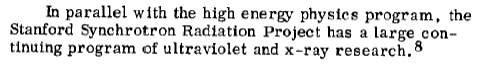 In parallel with the high energy physics program, the
Stanford Synchrotron Radiation Project has a large con-
tinuing program of ultraviolet and x-ray research.8